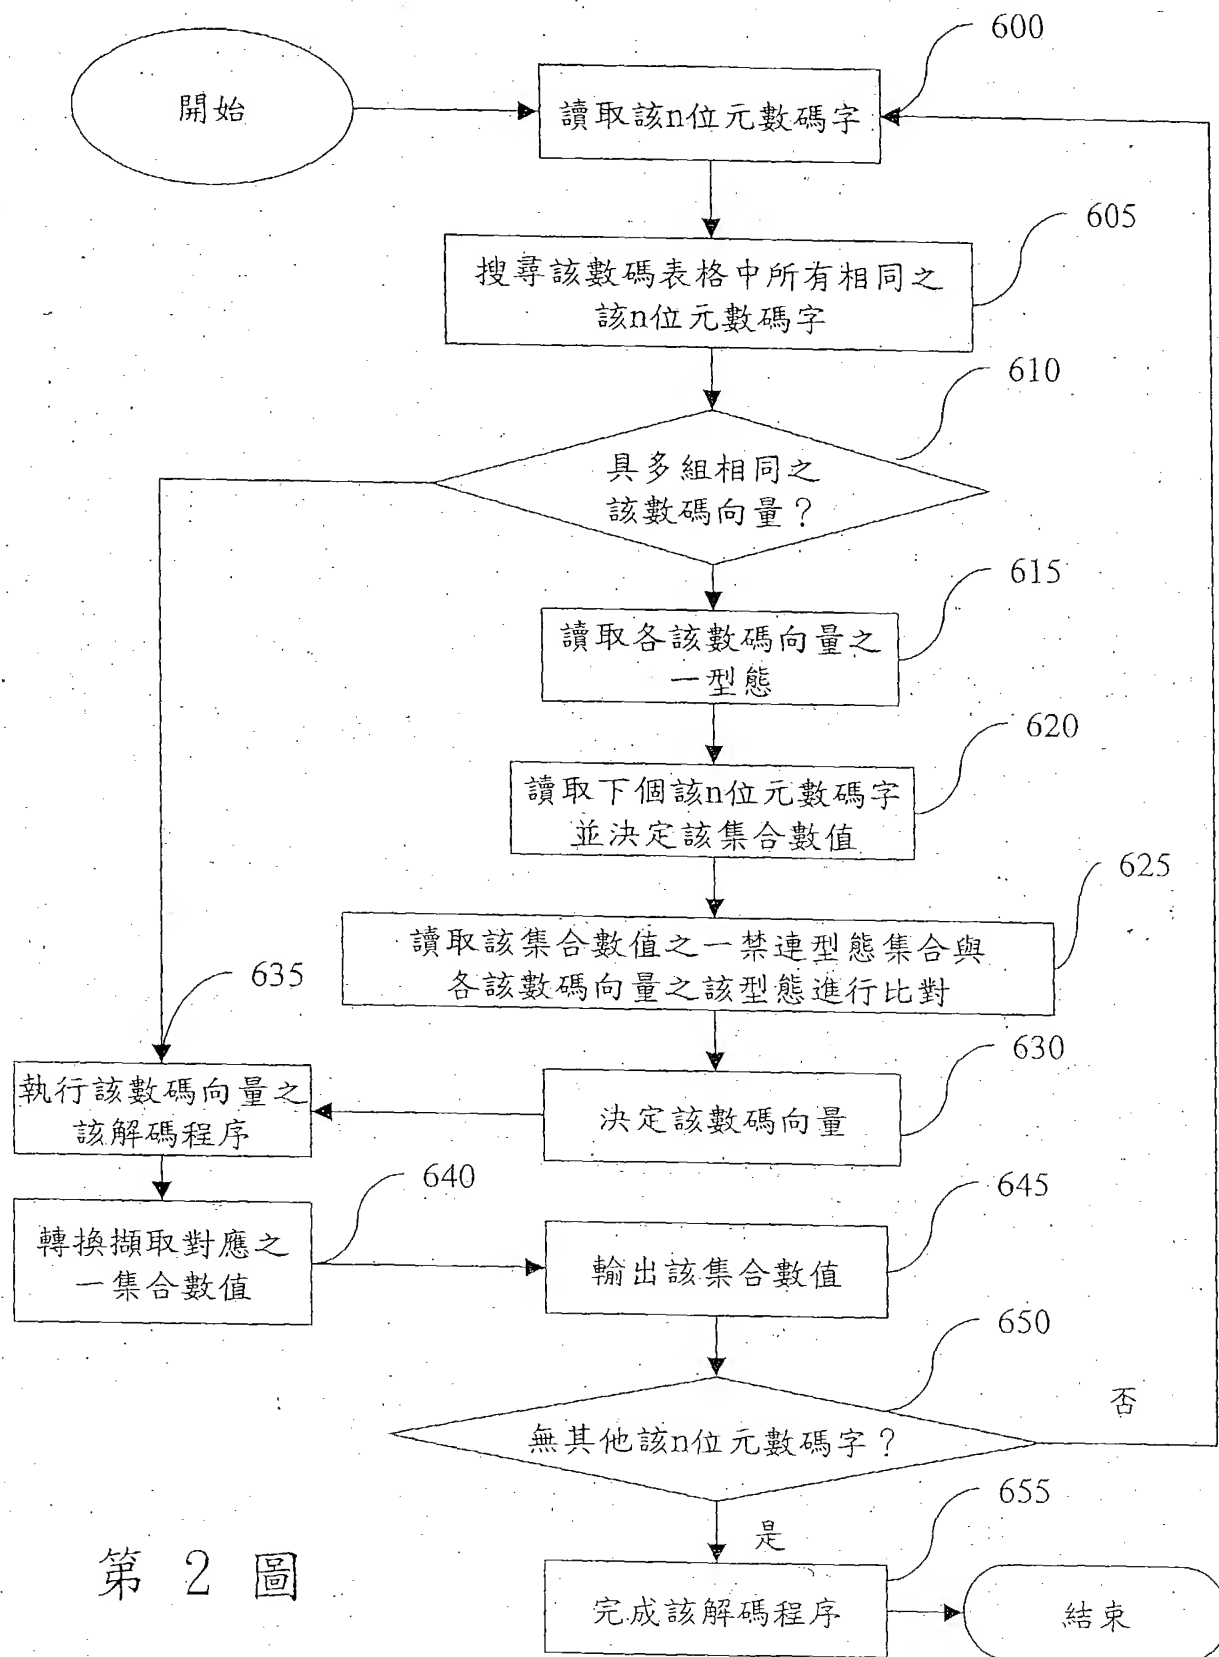 600
開始
讀取該n位元數碼字
605
搜尋該數碼表格中所有相同之
該n位元數碼字
610
具多組相同之
該數碼向量？
615
讀取各該數碼向量之
一型態
620
讀取下個該n位元數碼字
並決定該集合數值
625
讀取該集合數值之一禁連型態集合與
各該數碼向量之該型態進行比對
635
630
執行該數碼向量之
該解碼程序
決定該數碼向量
640
645
轉換擷取對應之
一集合數值
輸出該集合數值
650
否
無其他該n位元數碼字？
655
是
第 2 圖
完成該解碼程序
結束